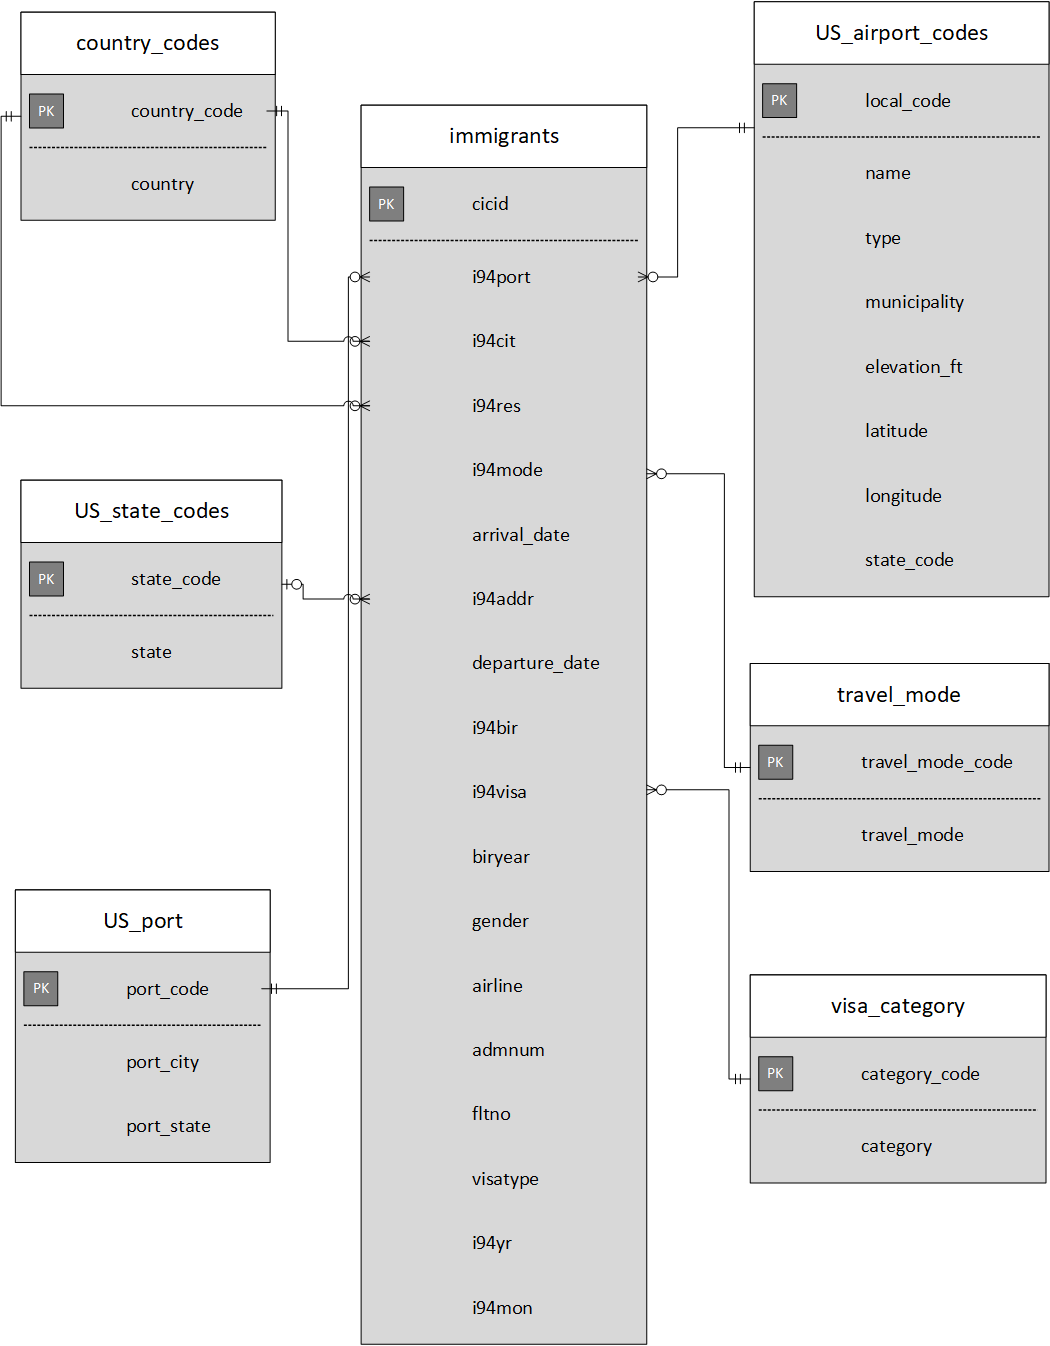 country_codes
PK country_code
country
US_state_codes
PK state_code
state
US_port
PK port_code
port_city
port_state
immigrants
PK cicid
i94port
i94cit
i94res
i94mode
arrival_date
i94addr
departure_date
i94bir
i94visa
biryear
gender
airline
admnum
fltno
visatype
i94yr
i94mon
US_airport_codes
PK local_code
name
type
municipality
elevation_ft
latitude
longitude
state_code
travel_mode
PK travel_mode_code
travel_mode
visa_category
PK category_code
category